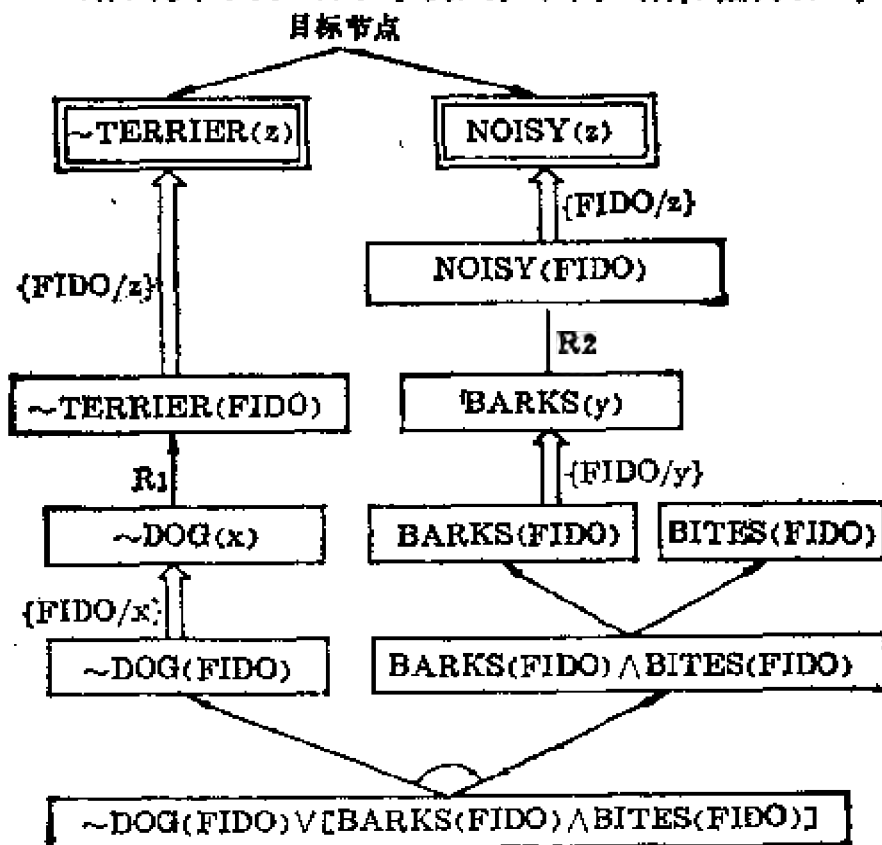 目标节点
~TERRIER(z) NOISY(z)
{FIDO/z}
NOISY(FIDO)
{FIDO/z}
R2
~TERRIER(FIDO) BARKS(y)
R1 {FIDO/y}
~DOG(x) BARKS(FIDO) BITES(FIDO)
{FIDO/x}
~DOG(FIDO) BARKS(FIDO)∧BITES(FIDO)
~DOG(FIDO)∨[BARKS(FIDO)∧BITES(FIDO)]